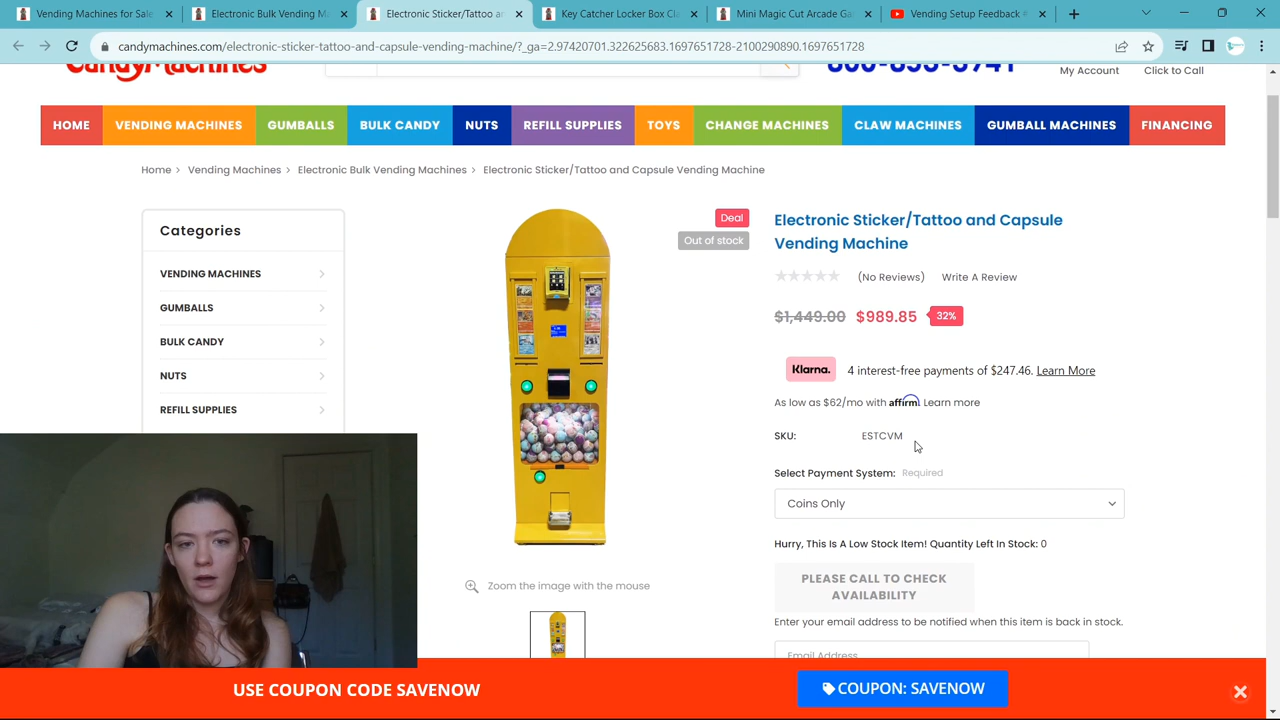 Vending Machines for Sale
Electronic Sticker/Tattoo and
Refill Supplies
Key Cabinet Locker Box Cl
Mini Magic Cut Cute Ga
Vending Setup Feedback
candymachines.com/electronic-sticker-tattoo-and-capsule-vending-machine/?_ga=2.97420701.322625683.1697651728-2100290890.1697651728
CandyMachines
My Account
Click to Call
HOME
VENDING MACHINES
GUMBALLS
BULK CANDY
NUTS
REFILL SUPPLIES
TOYS
CHANGE MACHINES
CLAW MACHINES
GUMBALL MACHINES
FINANCING
Home > Vending Machines > Electronic Bulk Vending Machines > Electronic Sticker/Tattoo and Capsule Vending Machine
Categories
VENDING MACHINES
GUMBALLS
BULK CANDY
NUTS
REFILL SUPPLIES
Deal
Out of stock
Zoom the image with the mouse
Electronic Sticker/Tattoo and Capsule
Vending Machine
(No Reviews) Write A Review
$1,449.00 $989.85 32%
Klarna. 4 interest-free payments of $247.46. Learn More
As low as $62/mo with affirm. Learn more
SKU: ESTCVM
Select Payment System: Required
Coins Only
Hurry, This Is A Low Stock Item! Quantity Left In Stock: 0
PLEASE CALL TO CHECK
AVAILABILITY
Enter your email address to be notified when this item is back in stock.
Email Address
USE COUPON CODE SAVENOW
COUPON: SAVENOW